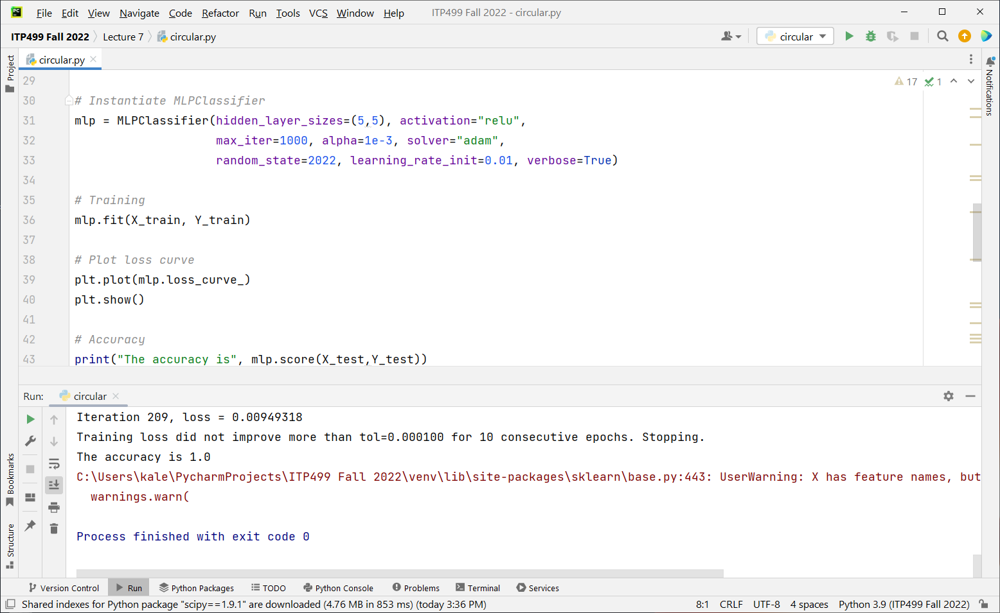 PC
File Edit View Navigate Code Refactor Run Tools VCS Window Help ITP499 Fall 2022 - circular.py
ITP499 Fall 2022 Lecture 7 circular.py circular
Project
circular.py
Notifications
17 1
29
30 # Instantiate MLPClassifier
31 mlp = MLPClassifier(hidden_layer_sizes=(5,5), activation="relu",
32 max_iter=1000, alpha=1e-3, solver="adam",
33 random_state=2022, learning_rate_init=0.01, verbose=True)
34
35 # Training
36 mlp.fit(X_train, Y_train)
37
38 # Plot loss curve
39 plt.plot(mlp.loss_curve_)
40 plt.show()
41
42 # Accuracy
43 print("The accuracy is", mlp.score(X_test,Y_test))
Run: circular
Iteration 209, loss = 0.00949318
Training loss did not improve more than tol=0.000100 for 10 consecutive epochs. Stopping.
The accuracy is 1.0
C:\Users\kale\PycharmProjects\ITP499 Fall 2022\venv\lib\site-packages\sklearn\base.py:443: UserWarning: X has feature names, but
warnings.warn(
Process finished with exit code 0
Bookmarks
Structure
Version Control Run Python Packages TODO Python Console Problems Terminal Services
Shared indexes for Python package "scipy==1.9.1" are downloaded (4.76 MB in 853 ms) (today 3:36 PM) 8:1 CRLF UTF-8 4 spaces Python 3.9 (ITP499 Fall 2022)